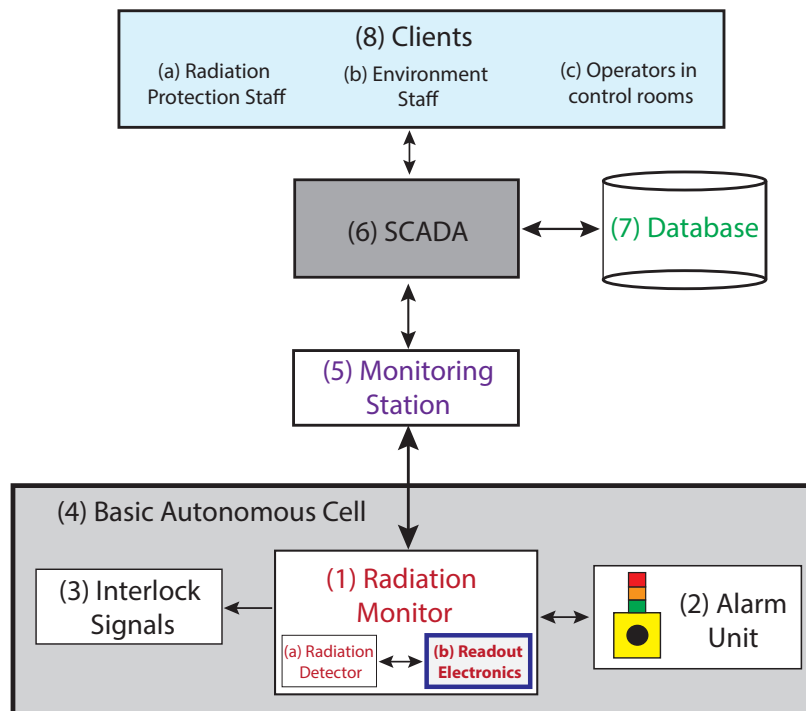 (8) Clients
(a) Radiation
Protection Staff
(b) Environment
Staff
(c) Operators in
control rooms
(6) SCADA
(7) Database
(5) Monitoring
Station
(4) Basic Autonomous Cell
(3) Interlock
Signals
(1) Radiation
Monitor
(a) Radiation
Detector
(b) Readout
Electronics
(2) Alarm
Unit